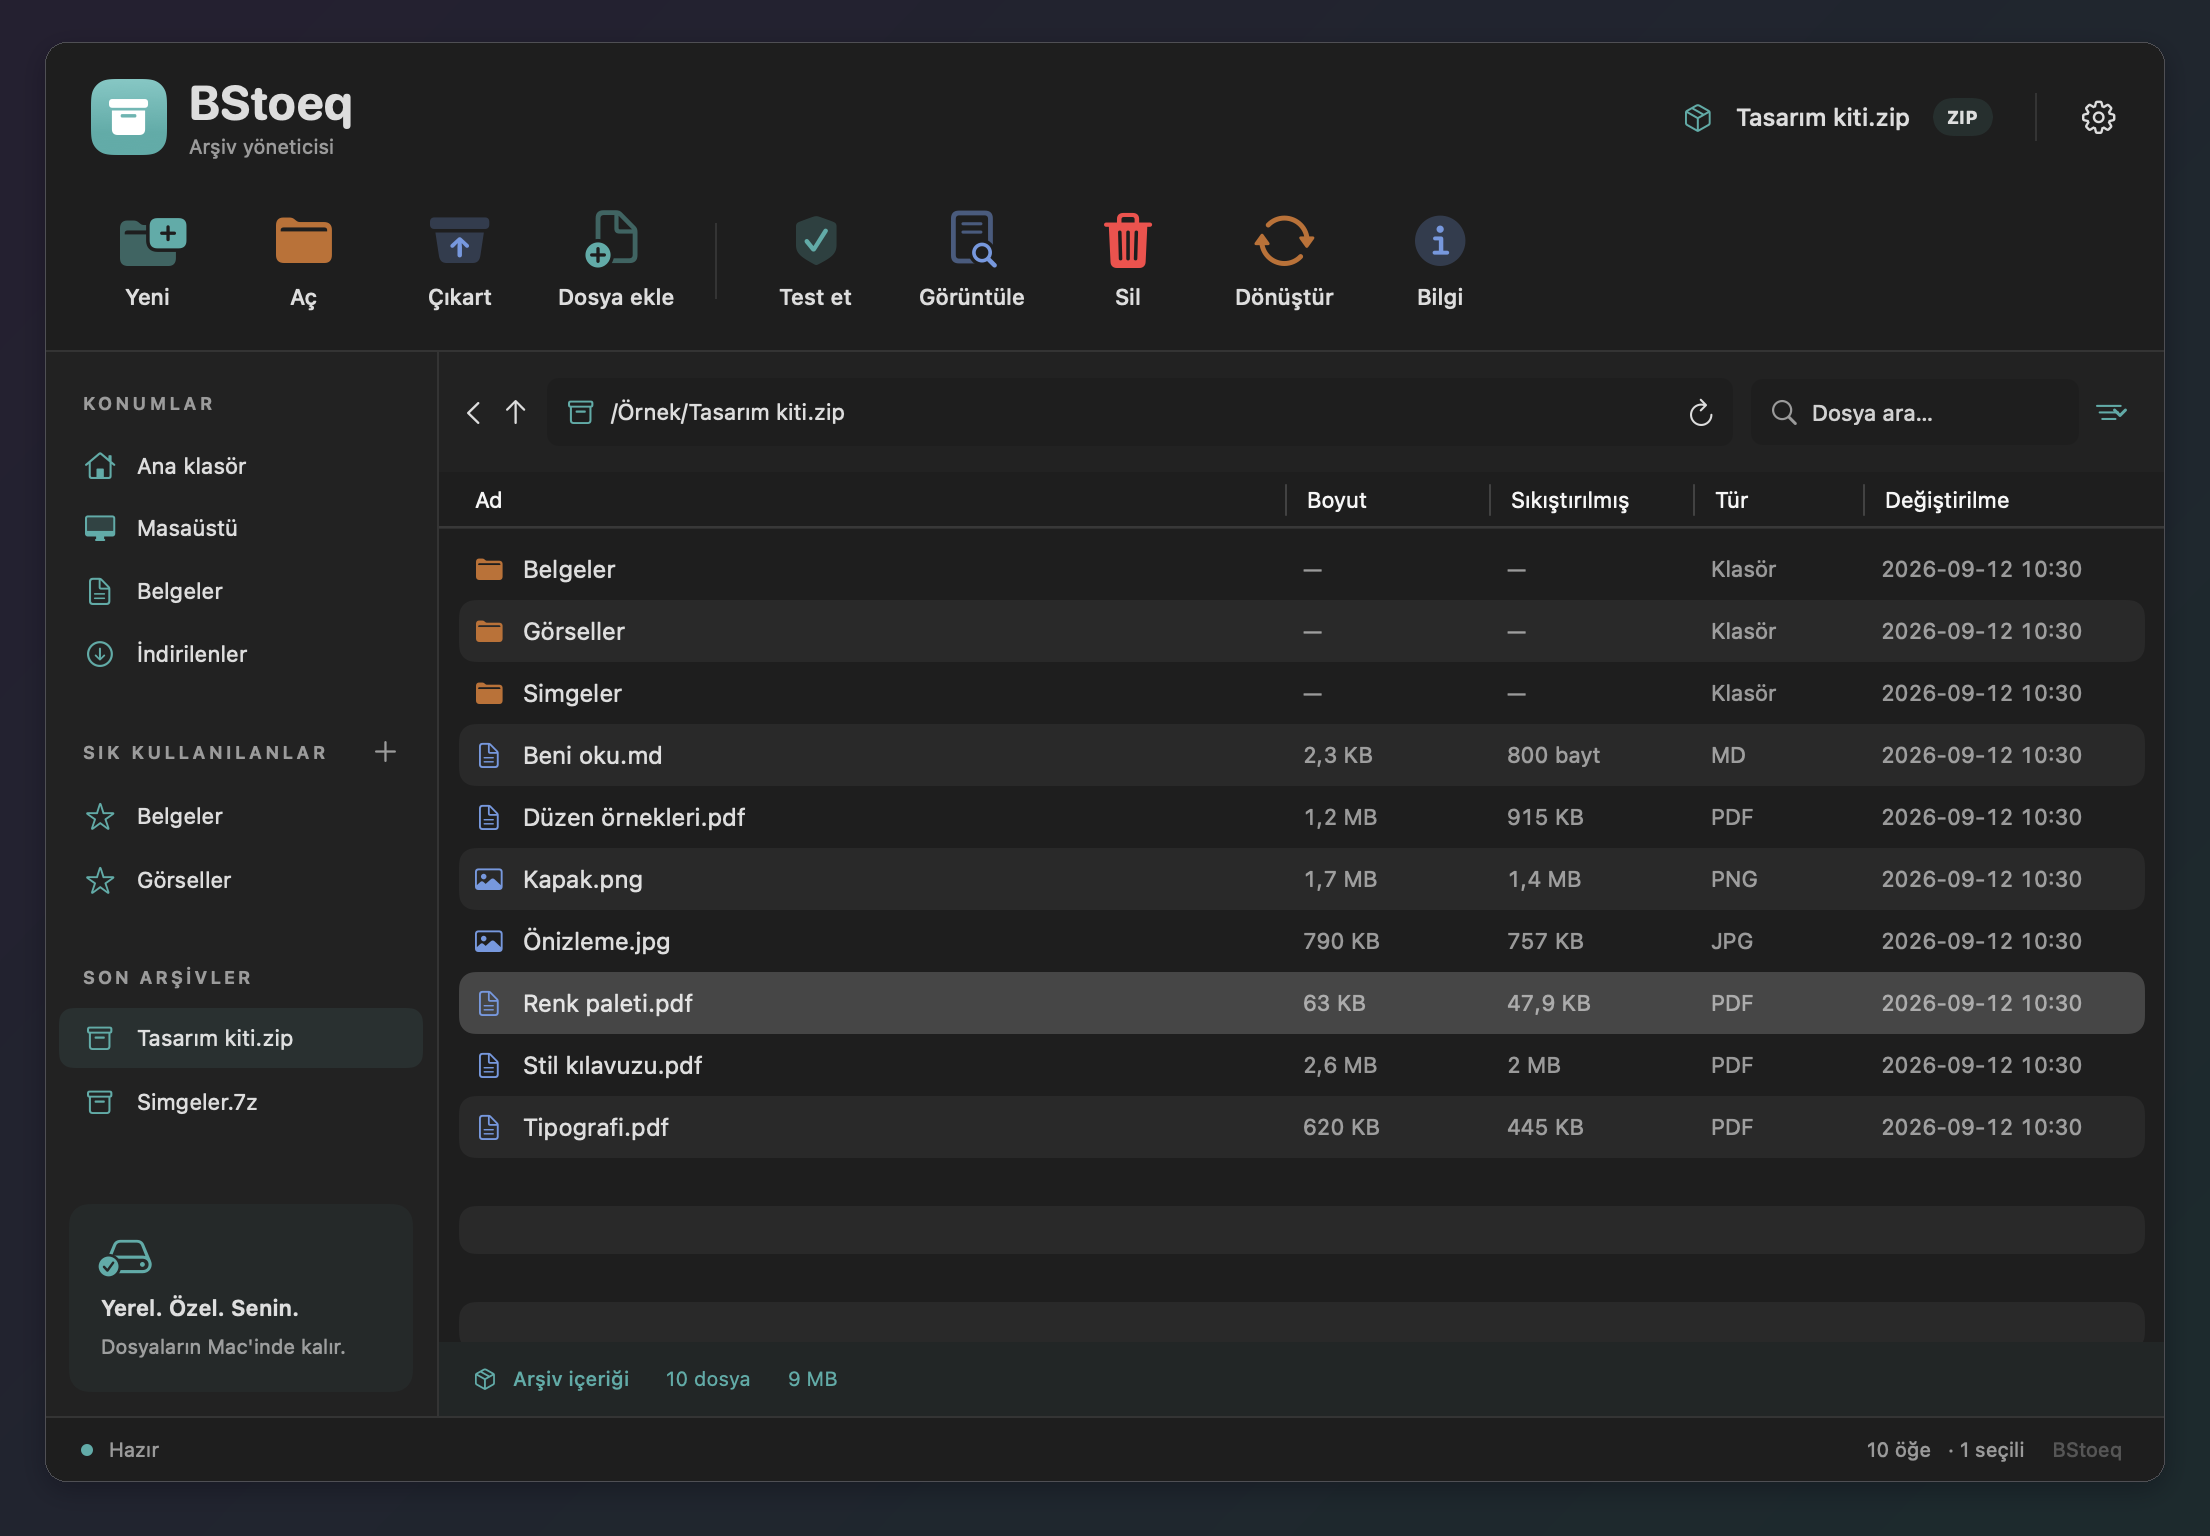 BStoeq
Arşiv yöneticisi
Tasarım kiti.zip ZIP
Yeni Aç Çıkart Dosya ekle Test et Görüntüle Sil Dönüştür Bilgi
KONUMLAR
Ana klasör
Masaüstü
Belgeler
İndirilenler
SIK KULLANILANLAR
Belgeler
Görseller
SON ARŞİVLER
Tasarım kiti.zip
Simgeler.7z
Yerel. Özel. Senin.
Dosyaların Mac'inde kalır.
/Örnek/Tasarım kiti.zip Dosya ara...
Ad Boyut Sıkıştırılmış Tür Değiştirilme
Belgeler — — Klasör 2026-09-12 10:30
Görseller — — Klasör 2026-09-12 10:30
Simgeler — — Klasör 2026-09-12 10:30
Beni oku.md 2,3 KB 800 bayt MD 2026-09-12 10:30
Düzen örnekleri.pdf 1,2 MB 915 KB PDF 2026-09-12 10:30
Kapak.png 1,7 MB 1,4 MB PNG 2026-09-12 10:30
Önizleme.jpg 790 KB 757 KB JPG 2026-09-12 10:30
Renk paleti.pdf 63 KB 47,9 KB PDF 2026-09-12 10:30
Stil kılavuzu.pdf 2,6 MB 2 MB PDF 2026-09-12 10:30
Tipografi.pdf 620 KB 445 KB PDF 2026-09-12 10:30
Arşiv içeriği 10 dosya 9 MB
Hazır 10 öğe · 1 seçili BStoeq